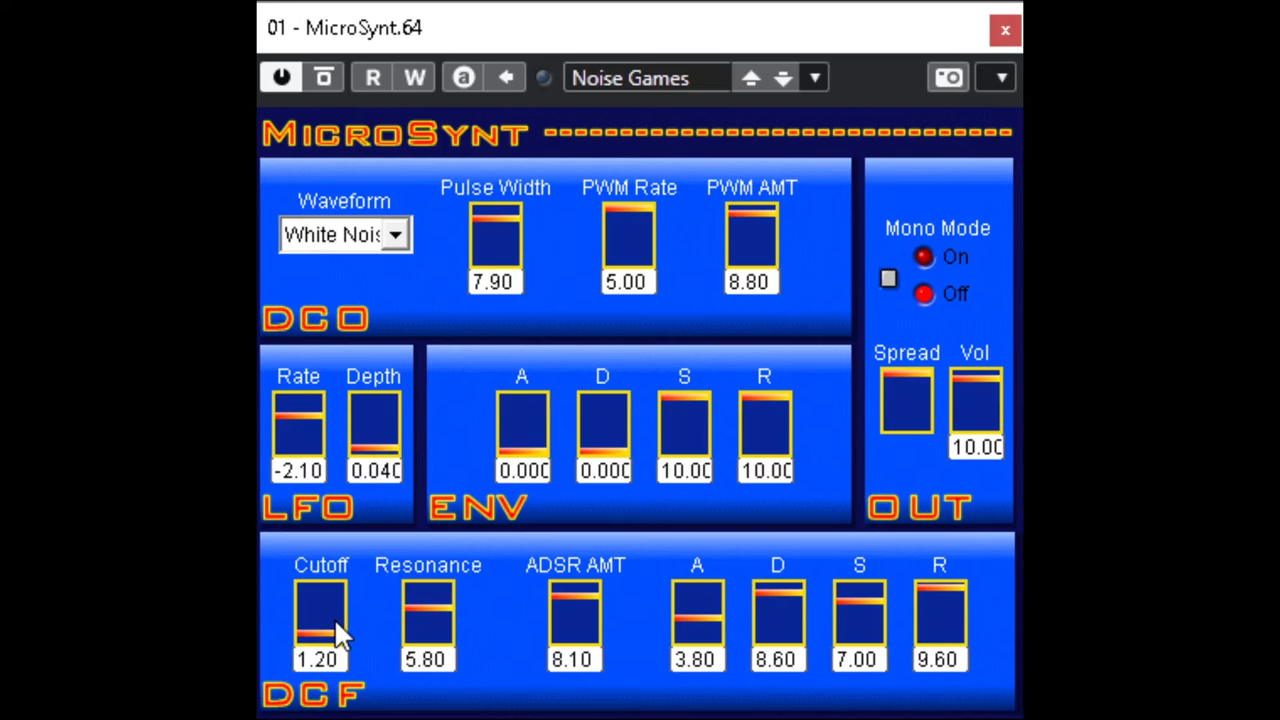 01 - MicroSynt.64
x
R W a Noise Games
MicroSynt
Waveform Pulse Width PWM Rate PWM AMT
White Nois
7.90 5.00 8.80
DCO
Mono Mode
On
Off
Spread Vol
10.00
OUT
Rate Depth
-2.10 0.040
LFO
A D S R
0.000 0.000 10.00 10.00
ENV
Cutoff Resonance ADSR AMT A D S R
1.20 5.80 8.10 3.80 8.60 7.00 9.60
DCF